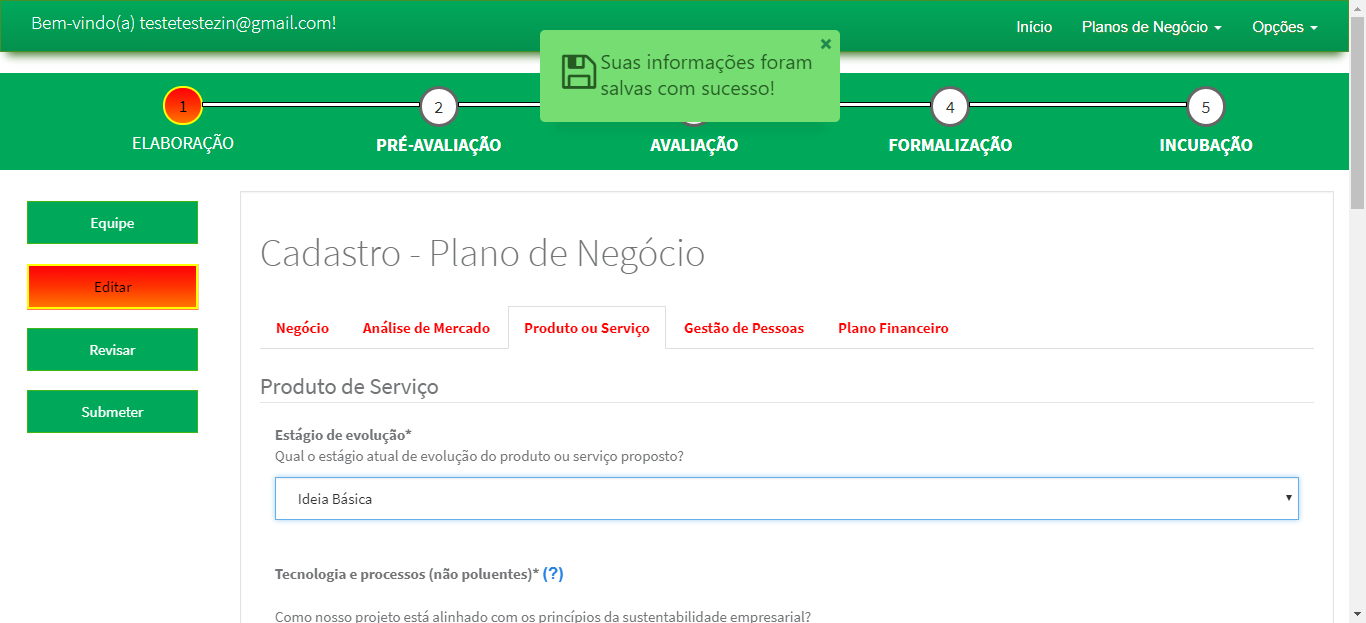 Bem-vindo(a) testetestezin@gmail.com!
Início Planos de Negócio Opções
Suas informações foram
salvas com sucesso!
1 2 4 5
ELABORAÇÃO PRÉ-AVALIAÇÃO AVALIAÇÃO FORMALIZAÇÃO INCUBAÇÃO
Equipe
Editar
Revisar
Submeter
Cadastro - Plano de Negócio
Negócio Análise de Mercado Produto ou Serviço Gestão de Pessoas Plano Financeiro
Produto de Serviço
Estágio de evolução*
Qual o estágio atual de evolução do produto ou serviço proposto?
Ideia Básica
Tecnologia e processos (não poluentes)* (?)
Como nosso projeto está alinhado com os princípios da sustentabilidade empresarial?